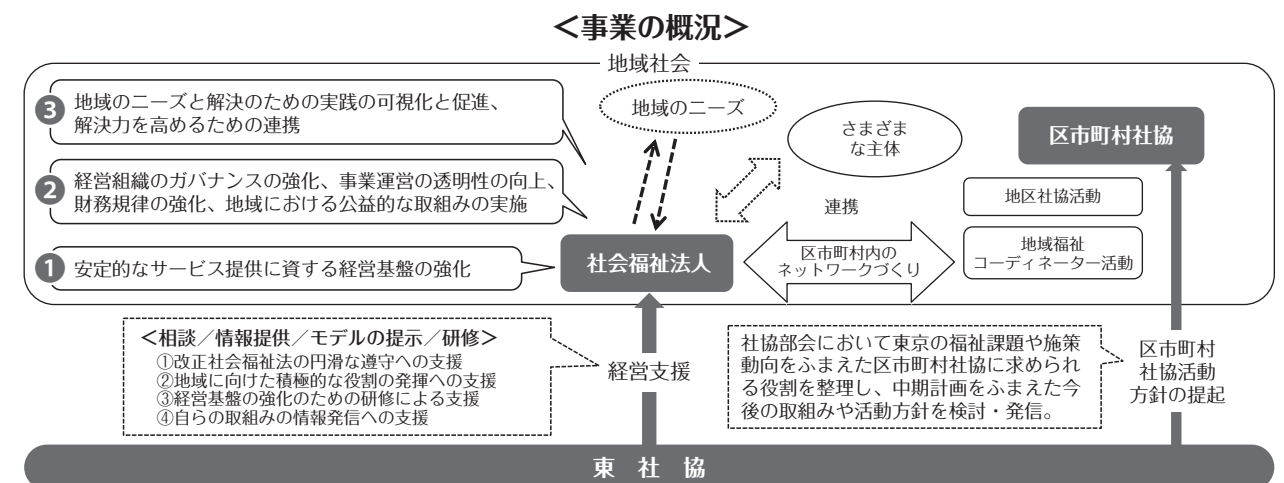 ＜事業の概況＞
地域社会
❸ 地域のニーズと解決のための実践の可視化と促進、
解決力を高めるための連携
❷ 経営組織のガバナンスの強化、事業運営の透明性の向上、
財務規律の強化、地域における公益的な取組みの実施
❶ 安定的なサービス提供に資する経営基盤の強化
地域のニーズ
さまざま
な主体
区市町村社協
連携
地区社協活動
社会福祉法人
区市町村内の
ネットワークづくり
地域福祉
コーディネーター活動
＜相談／情報提供／モデルの提示／研修＞
①改正社会福祉法の円滑な遵守への支援
②地域に向けた積極的な役割の発揮への支援
③経営基盤の強化のための研修による支援
④自らの取組みの情報発信への支援
経営支援
社協部会において東京の福祉課題や施策
動向をふまえた区市町村社協に求められ
る役割を整理し、中期計画をふまえた今
後の取組みや活動方針を検討・発信。
区市町村
社協活動
方針の提起
東 社 協